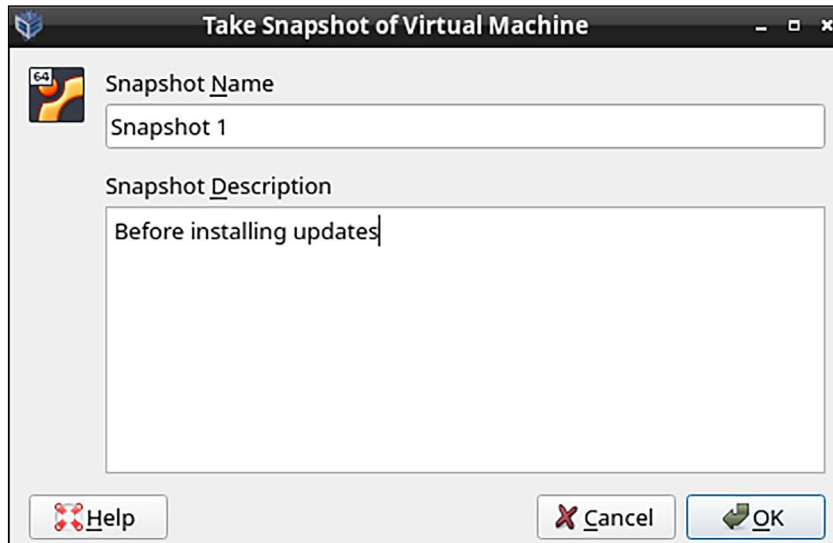 Take Snapshot of Virtual Machine
64
Snapshot Name
Snapshot 1
Snapshot Description
Before installing updates
Help
Cancel
OK